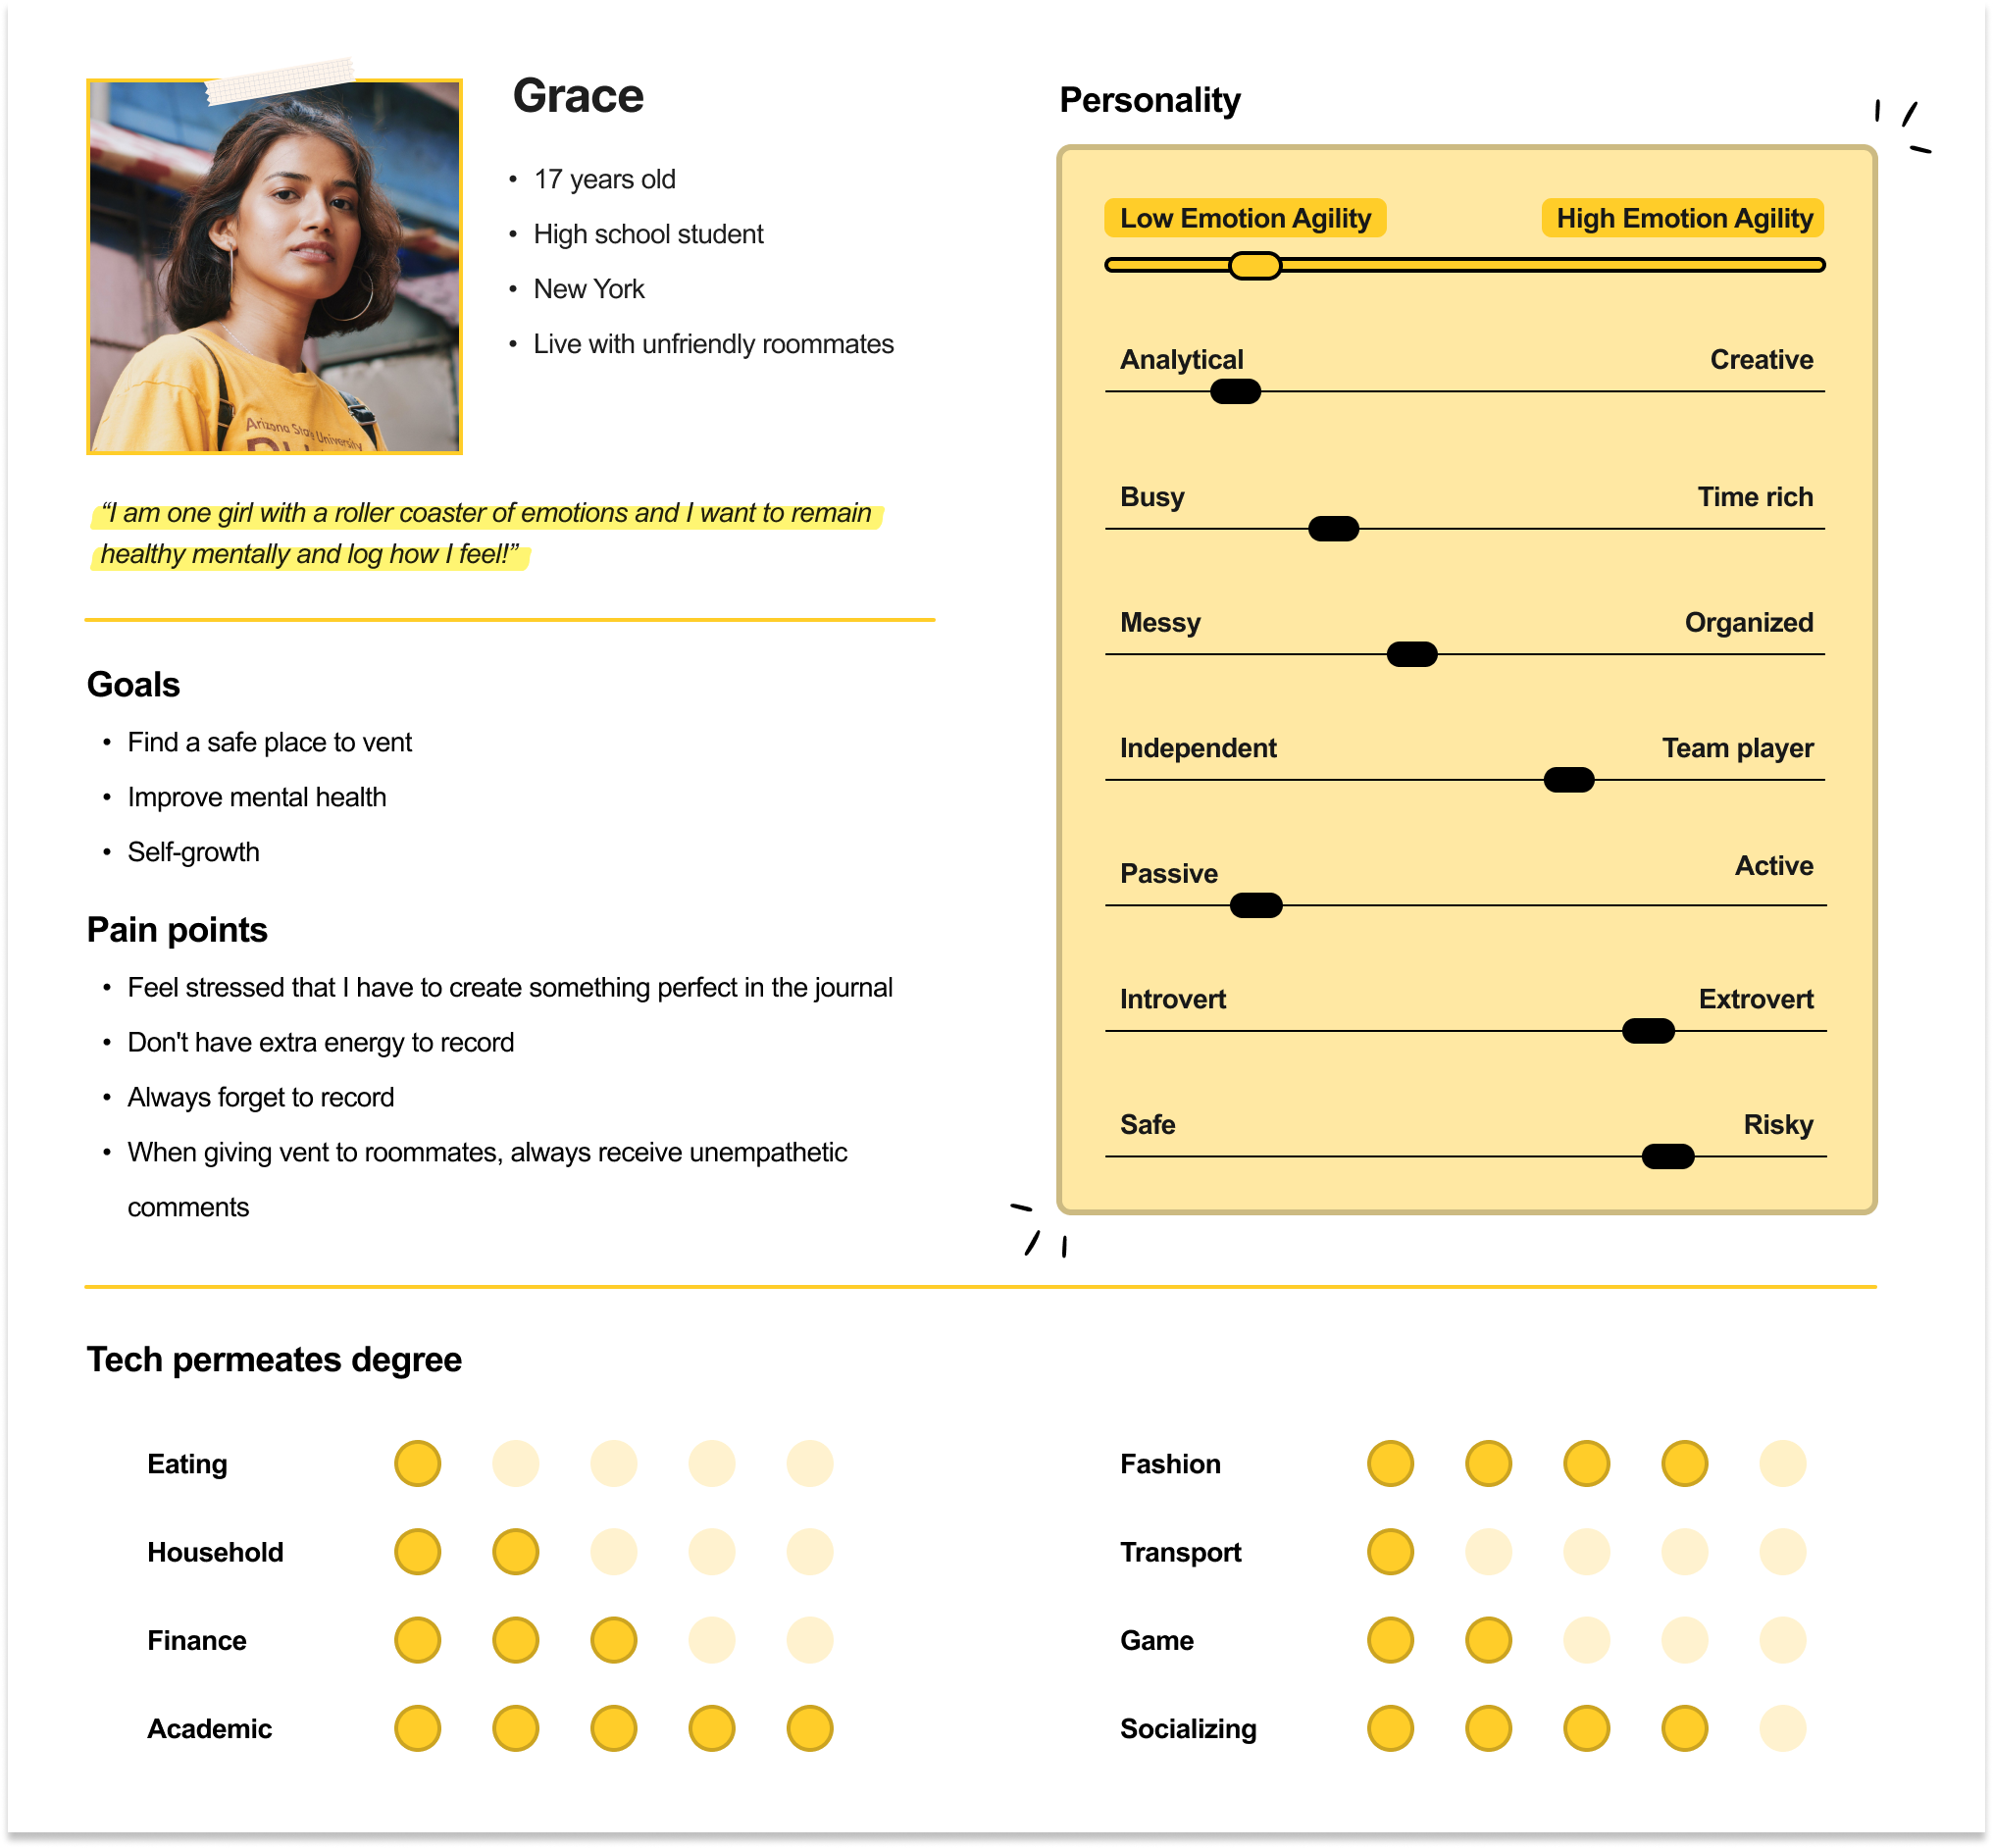 Grace
• 17 years old
• High school student
• New York
• Live with unfriendly roommates
Arizona State University
“I am one girl with a roller coaster of emotions and I want to remain
healthy mentally and log how I feel!”
Goals
• Find a safe place to vent
• Improve mental health
• Self-growth
Pain points
• Feel stressed that I have to create something perfect in the journal
• Don't have extra energy to record
• Always forget to record
• When giving vent to roommates, always receive unempathetic
comments
Personality
Low Emotion Agility High Emotion Agility
Analytical Creative
Busy Time rich
Messy Organized
Independent Team player
Passive Active
Introvert Extrovert
Safe Risky
Tech permeates degree
Eating
Household
Finance
Academic
Fashion
Transport
Game
Socializing